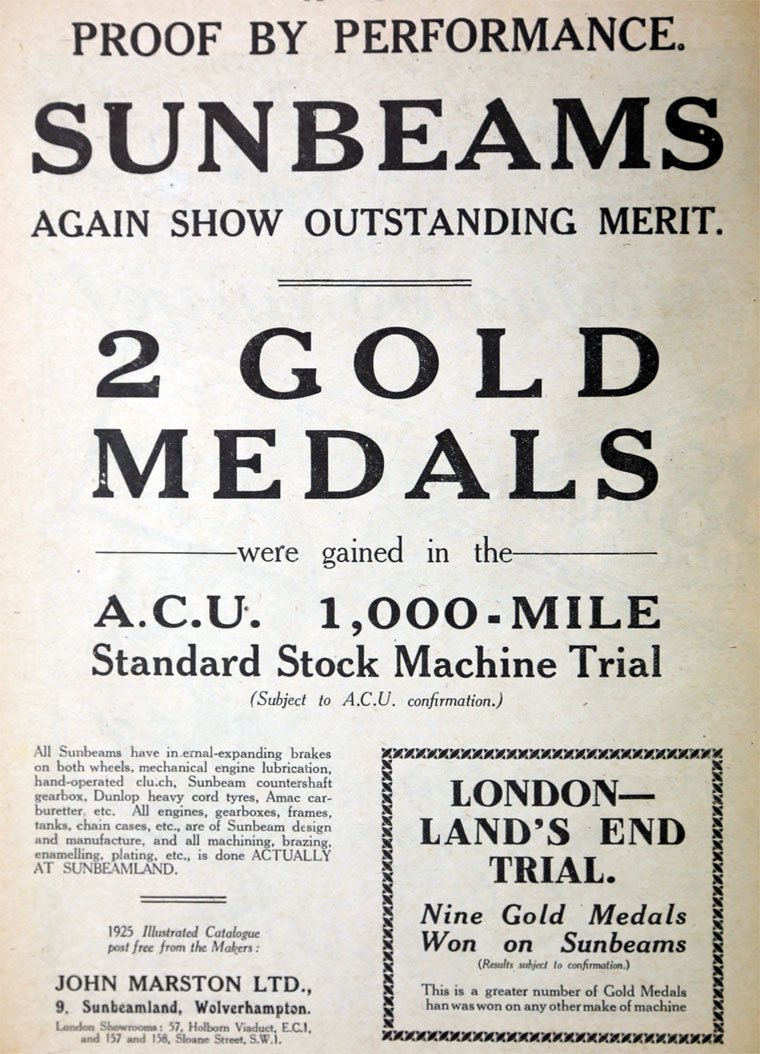 PROOF BY PERFORMANCE.
SUNBEAMS
AGAIN SHOW OUTSTANDING MERIT.
2 GOLD
MEDALS
were gained in the
A.C.U. 1,000-MILE
Standard Stock Machine Trial
(Subject to A.C.U. confirmation.)
All Sunbeams have in ernal-expanding brakes
on both wheels, mechanical engine lubrication,
hand-operated clu.ch, Sunbeam countershaft
gearbox, Dunlop heavy cord tyres, Amac car-
buretter, etc. All engines, gearboxes, frames,
tanks, chain cases, etc., are of Sunbeam design
and manufacture, and all machining, brazing,
enamelling, plating, etc., is done ACTUALLY
AT SUNBEAMLAND.
1925 Illustrated Catalogue
post free from the Makers:
JOHN MARSTON LTD.,
9, Sunbeamland, Wolverhampton.
London Showrooms: 57, Holborn Viaduct, E.C.1,
and 157 and 158, Sloane Street, S.W.1.
LONDON—
LAND'S END
TRIAL.
Nine Gold Medals
Won on Sunbeams
(Results subject to confirmation.)
This is a greater number of Gold Medals
han was won on any other make of machine